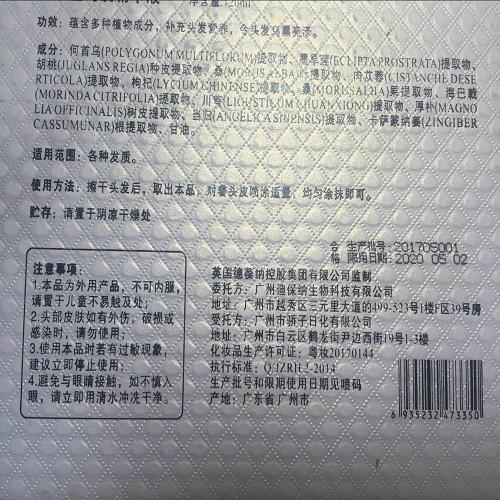 净含量:120ml
功效：蕴含多种植物成分，补充头发营养，令头发乌黑亮泽。
成分：何首乌(POLYGONUM MULTIFLORUM)提取物、墨旱莲(ECLIPTA PROSTRATA)提取物、
胡桃(JUGLANS REGIA)种皮提取物、桑(MORUS ALBA)提取物、肉苁蓉(CISTANCHE DESE
RTICOLA)提取物、枸杞(LYCIUM CHINENSE)提取物、桑(MORUS ALBA)果提取物、海巴戟
(MORINDA CITRIFOLIA)提取物、川芎(LIGUSTICUM CHUANXIONG)提取物、厚朴(MAGNO
LIA OFFICINALIS)树皮提取物、当归(ANGELICA SINENSIS)提取物、卡萨蒙纳姜(ZINGIBER
CASSUMUNAR)根提取物、甘油。
适用范围：各种发质。
使用方法：擦干头发后，取出本品，对着头皮喷涂适量，均匀涂抹即可。
贮存：请置于阴凉干燥处
合 生产批号:20170S001
格 限用日期:2020 05 02
注意事项：
1.本品为外用产品，不可内服，
请置于儿童不易触及处；
2.头部皮肤如有外伤、破损或
感染时，请勿使用；
3.使用本品时若有过敏现象，
建议立即停止使用；
4.避免与眼睛接触，如不慎入
眼，请立即用清水冲洗干净。
英国德葆纳控股集团有限公司监制
委托方：广州迪保纳生物科技有限公司
地址：广州市越秀区三元里大道的499-523号1楼F区39号房
受托方：广州市骄子日化有限公司
地址：广州市白云区鹤龙街尹边西街19号1-3楼
化妆品生产许可证：粤妆20170144
执行标准：Q/JZRH 2-2014
生产批号和限期使用日期见喷码
产地：广东省广州市
6 935232 473350